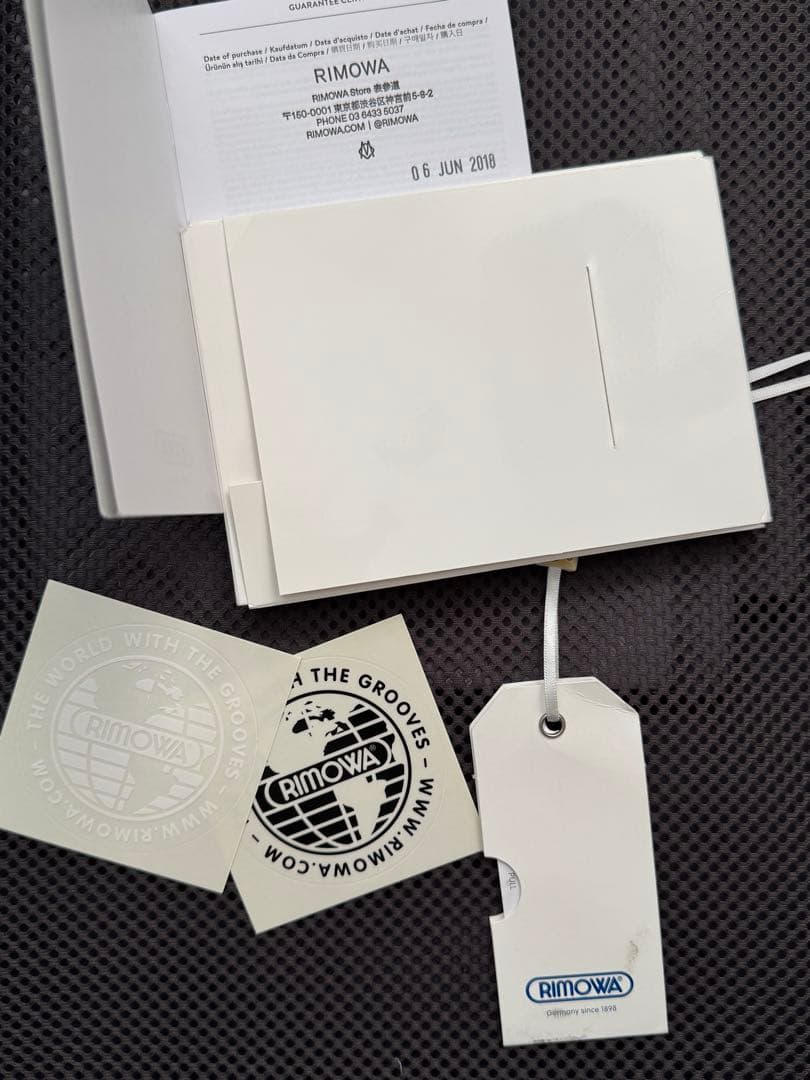 GUARANTEE
Date of purchase / Kaufdatum / Data d'acquisto / Date d'achat / Fecha de compra /
Ürünün alış tarihi / Data da Compra / 購買日期 / 购买日期 / 구매일자 / 購入日
RIMOWA
RIMOWA Store 表参道
〒150-0001 東京都渋谷区神宮前5-8-2
PHONE 03 6433 5037
RIMOWA.COM | @RIMOWA
06 JUN 2018
THE WORLD WITH THE GROOVES – WWW.RIMOWA.COM –
RIMOWA
THE GROOVES – WWW.RIMOWA.COM –
RIMOWA®
PULL
RIMOWA®
Germany since 1898